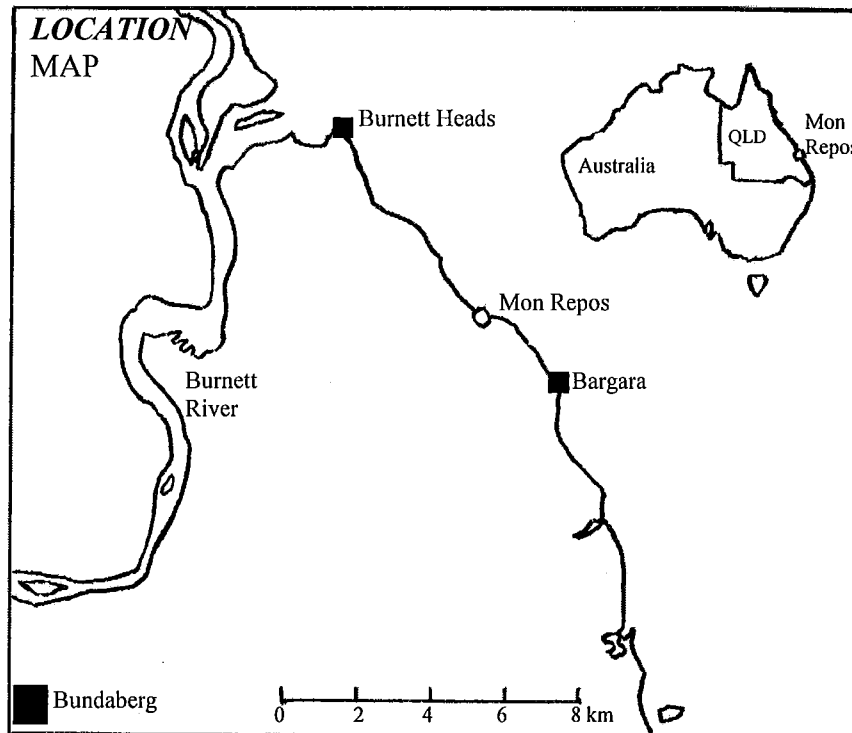 LOCATION
MAP
Burnett Heads
QLD
Mon
Repos
Australia
Mon Repos
Bargara
Burnett
River
Bundaberg
0 2 4 6 8 km